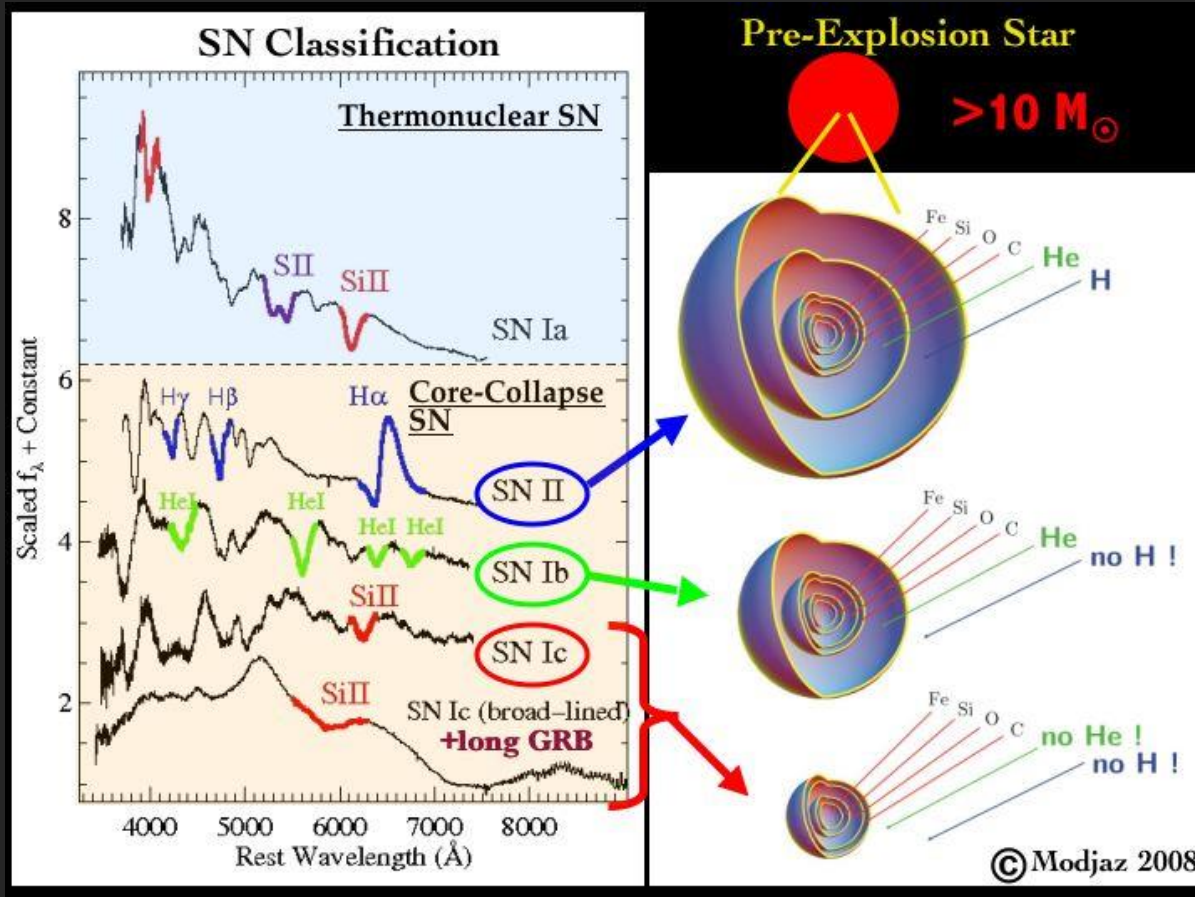 SN Classification
Thermonuclear SN
SII
SiII
SN Ia
Core-Collapse
SN
Hγ
Hβ
Hα
SN II
HeI
HeI
HeI
HeI
SN Ib
SiII
SN Ic
SiII
SN Ic (broad-lined)
+long GRB
8
6
4
2
Scaled fλ + Constant
4000 5000 6000 7000 8000
Rest Wavelength (Å)
Pre-Explosion Star
>10 M☉
Fe
Si
O
C
He
H
Fe
Si
O
C
He
no H !
Fe
Si
O
C
no He !
no H !
© Modjaz 2008